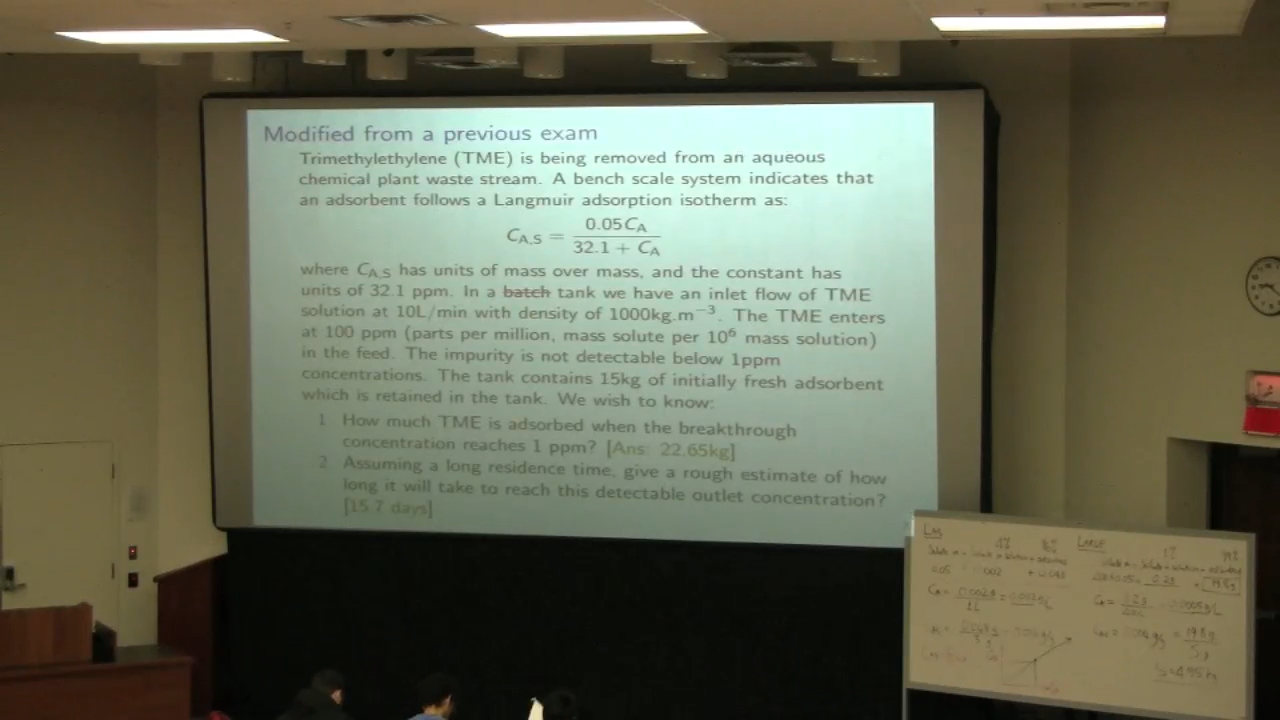 Modified from a previous exam
Trimethylethylene (TME) is being removed from an aqueous
chemical plant waste stream. A bench scale system indicates that
an adsorbent follows a Langmuir adsorption isotherm as:
C_A,S = 0.05 C_A / 32.1 + C_A
where C_A,S has units of mass over mass, and the constant has
units of 32.1 ppm. In a batch tank we have an inlet flow of TME
solution at 10L/min with density of 1000kg.m⁻³. The TME enters
at 100 ppm (parts per million, mass solute per 10⁶ mass solution)
in the feed. The impurity is not detectable below 1ppm
concentrations. The tank contains 15kg of initially fresh adsorbent
which is retained in the tank. We wish to know:
1. How much TME is adsorbed when the breakthrough
concentration reaches 1 ppm? [Ans: 22.65kg]
2. Assuming a long residence time, give a rough estimate of how
long it will take to reach this detectable outlet concentration?
[15.7 days]